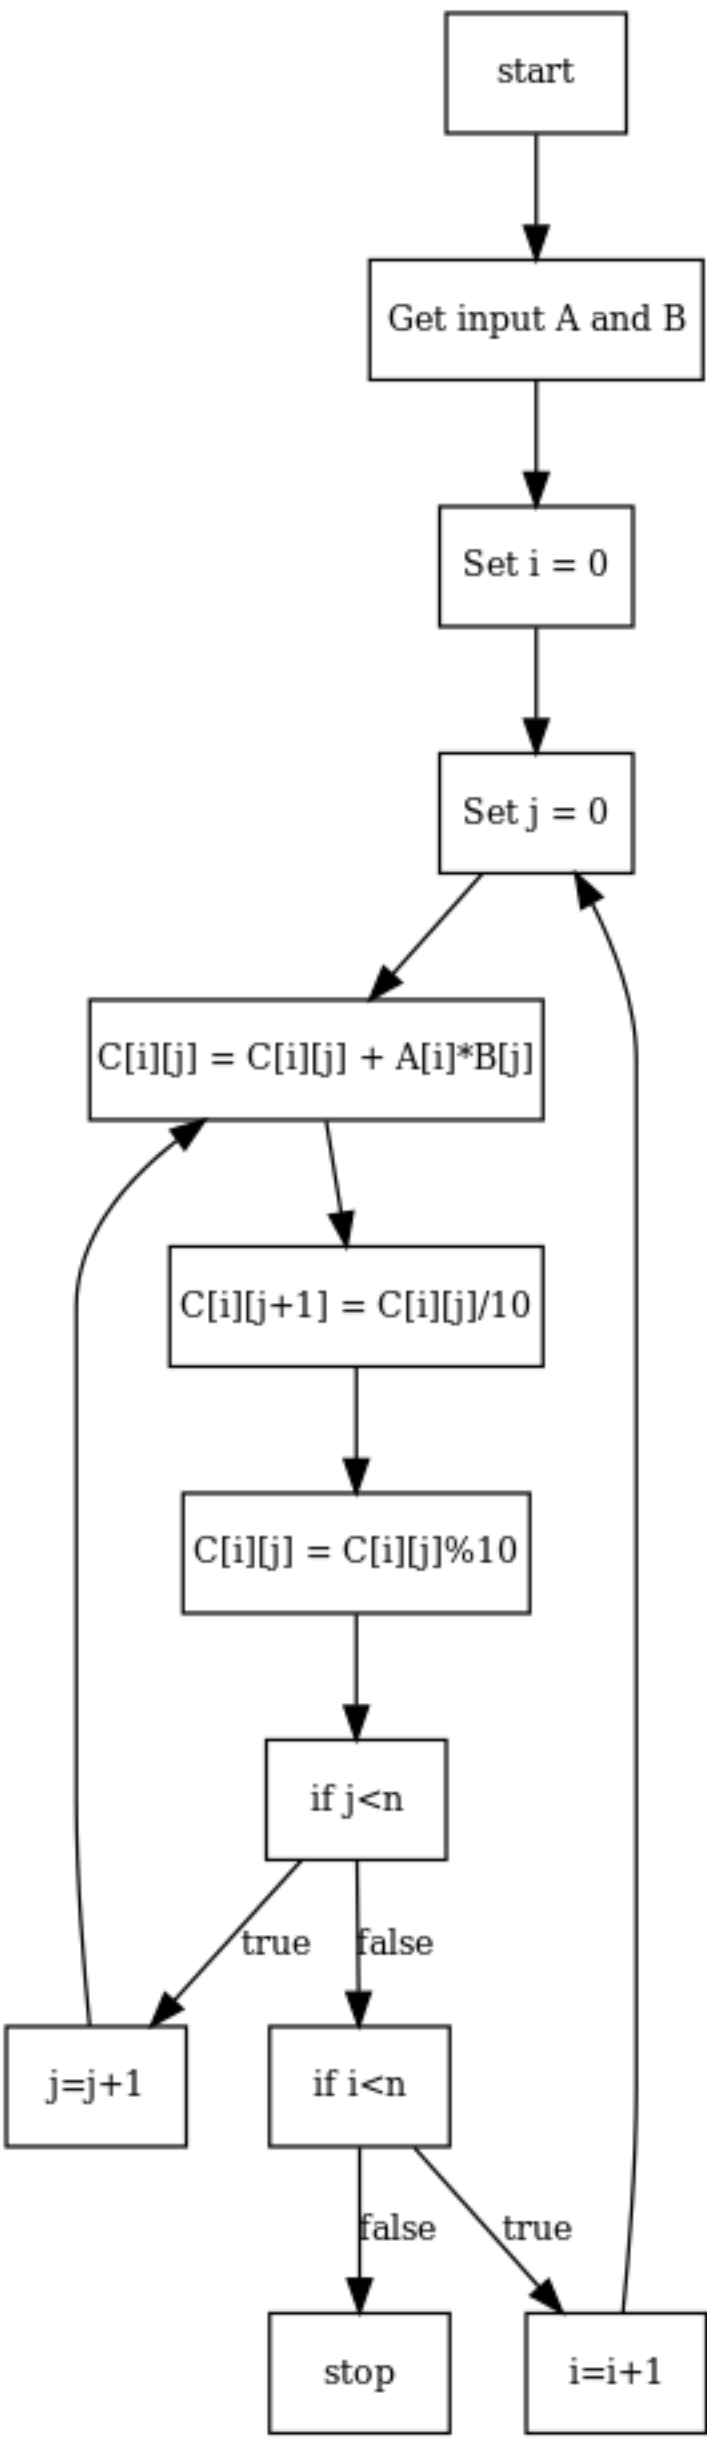 start
Get input A and B
Set i = 0
Set j = 0
C[i][j] = C[i][j] + A[i]*B[j]
C[i][j+1] = C[i][j]/10
C[i][j] = C[i][j]%10
if j<n
true
false
j=j+1
if i<n
false
true
stop
i=i+1